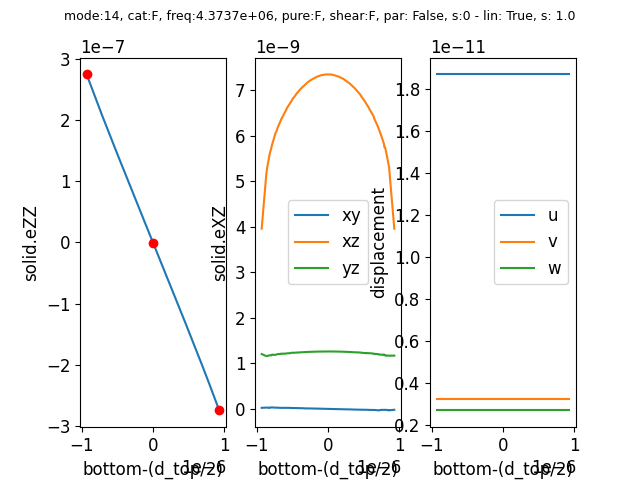 mode:14, cat:F, freq:4.3737e+06, pure:F, shear:F, par: False, s:0 - lin: True, s: 1.0
1e−7
3
2
1
0
−1
−2
−3
solid.eZZ
−1
0
1
1e−6
bottom-(d_top/2)
1e−9
7
6
5
4
3
2
1
0
solid.eXZ
xy
xz
yz
−1
0
1
1e−6
bottom-(d_top/2)
1e−11
1.8
1.6
1.4
1.2
1.0
0.8
0.6
0.4
0.2
displacement
u
v
w
−1
0
1
1e−6
bottom-(d_top/2)